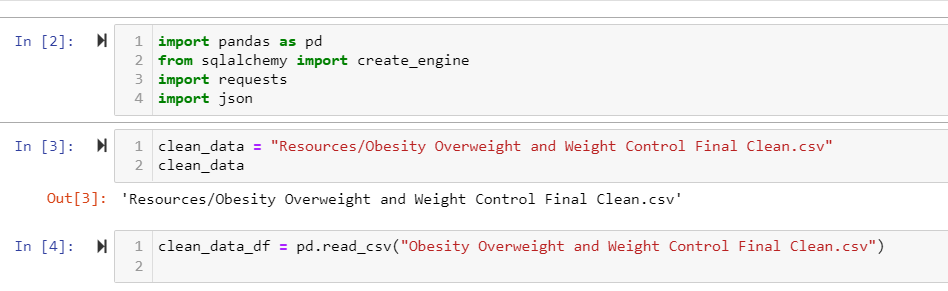 In [2]:
1 import pandas as pd
2 from sqlalchemy import create_engine
3 import requests
4 import json
In [3]:
1 clean_data = "Resources/Obesity Overweight and Weight Control Final Clean.csv"
2 clean_data
Out[3]: 'Resources/Obesity Overweight and Weight Control Final Clean.csv'
In [4]:
1 clean_data_df = pd.read_csv("Obesity Overweight and Weight Control Final Clean.csv")
2